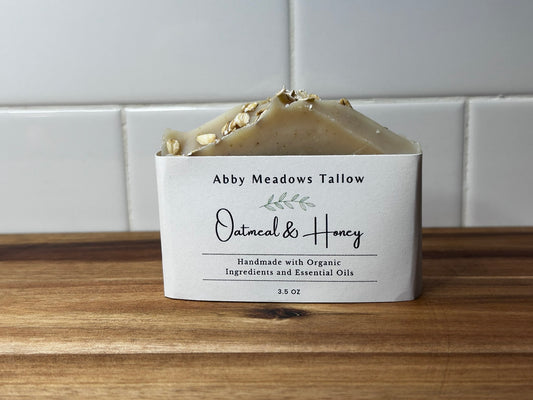 Abby Meadows Tallow
Oatmeal & Honey
Handmade with Organic
Ingredients and Essential Oils
3.5 OZ